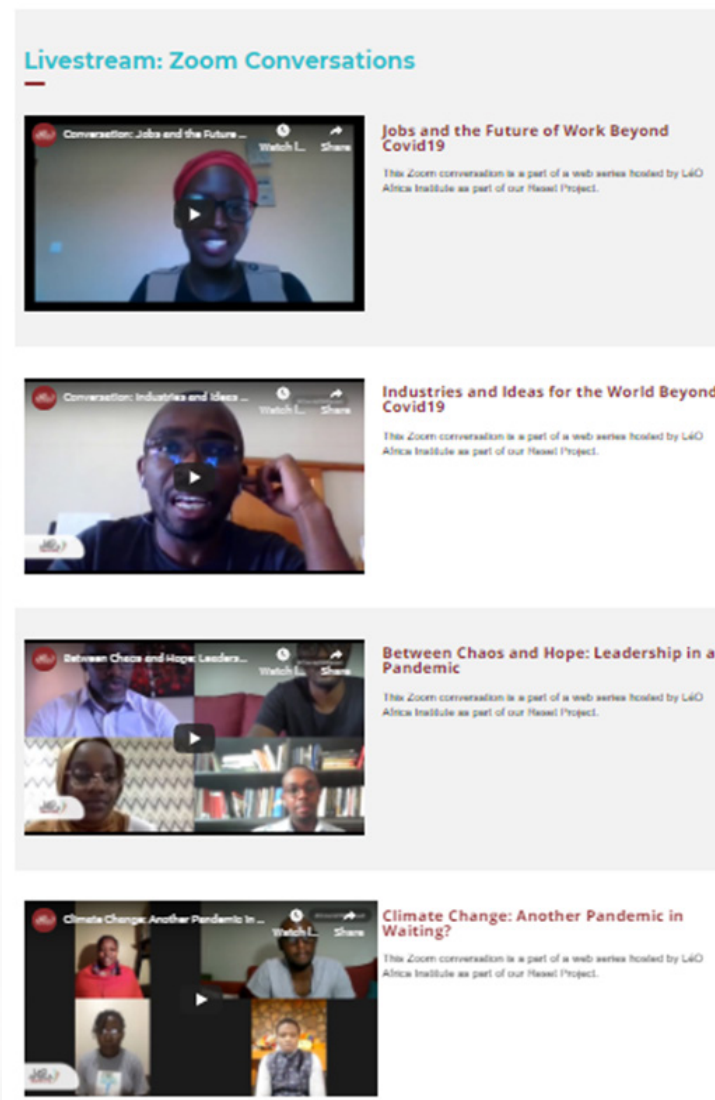 Livestream: Zoom Conversations
Conversation: Jobs and the Future ...
Watch l...
Share
Jobs and the Future of Work Beyond
Covid19
This Zoom conversation is a part of a web series hosted by LéO
Africa Institute as part of our Reset Project.
Conversation: Industries and Ideas ...
Watch l...
Share
Industries and Ideas for the World Beyond
Covid19
This Zoom conversation is a part of a web series hosted by LéO
Africa Institute as part of our Reset Project.
Between Chaos and Hope: Leaders...
Watch l...
Share
Between Chaos and Hope: Leadership in a
Pandemic
This Zoom conversation is a part of a web series hosted by LéO
Africa Institute as part of our Reset Project.
Climate Change: Another Pandemic in ...
Watch l...
Share
Climate Change: Another Pandemic in
Waiting?
This Zoom conversation is a part of a web series hosted by LéO
Africa Institute as part of our Reset Project.